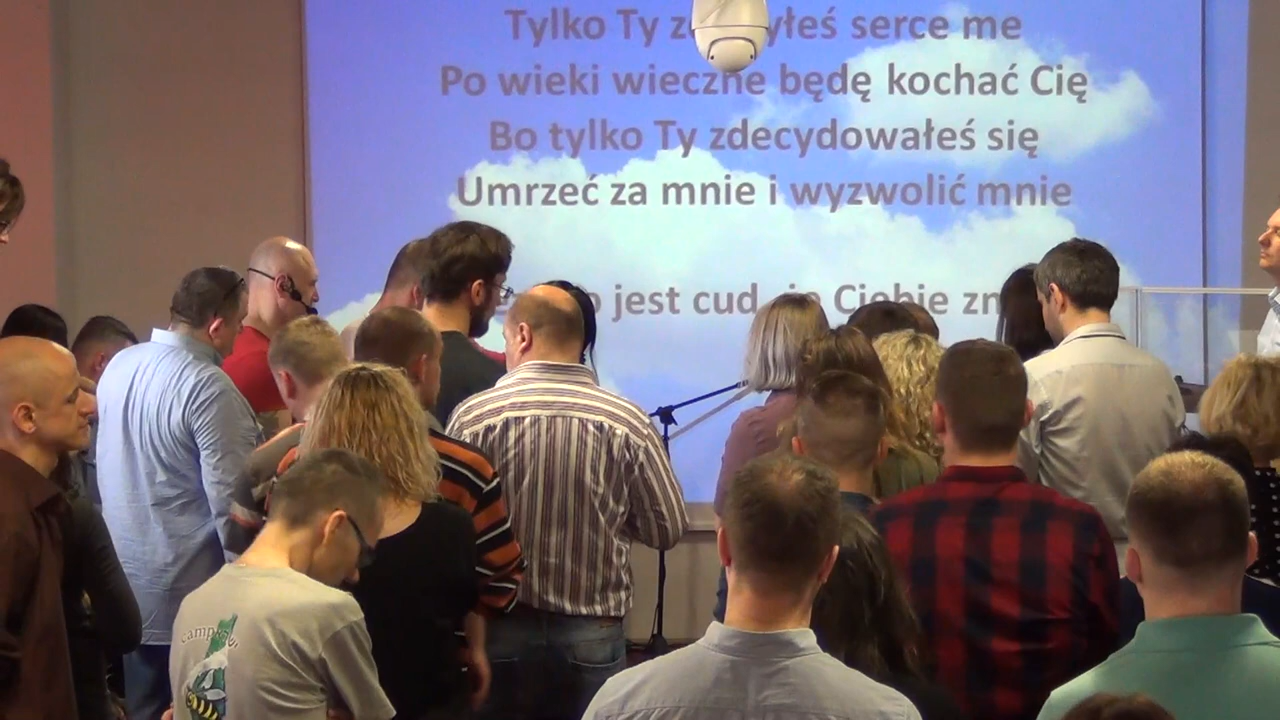 Tylko Ty serce me
Po wieki wieczne będę kochać Cię
Bo tylko Ty zdecydowałeś się
Umrzeć za mnie i wyzwolić mnie
jest cud Ciebie